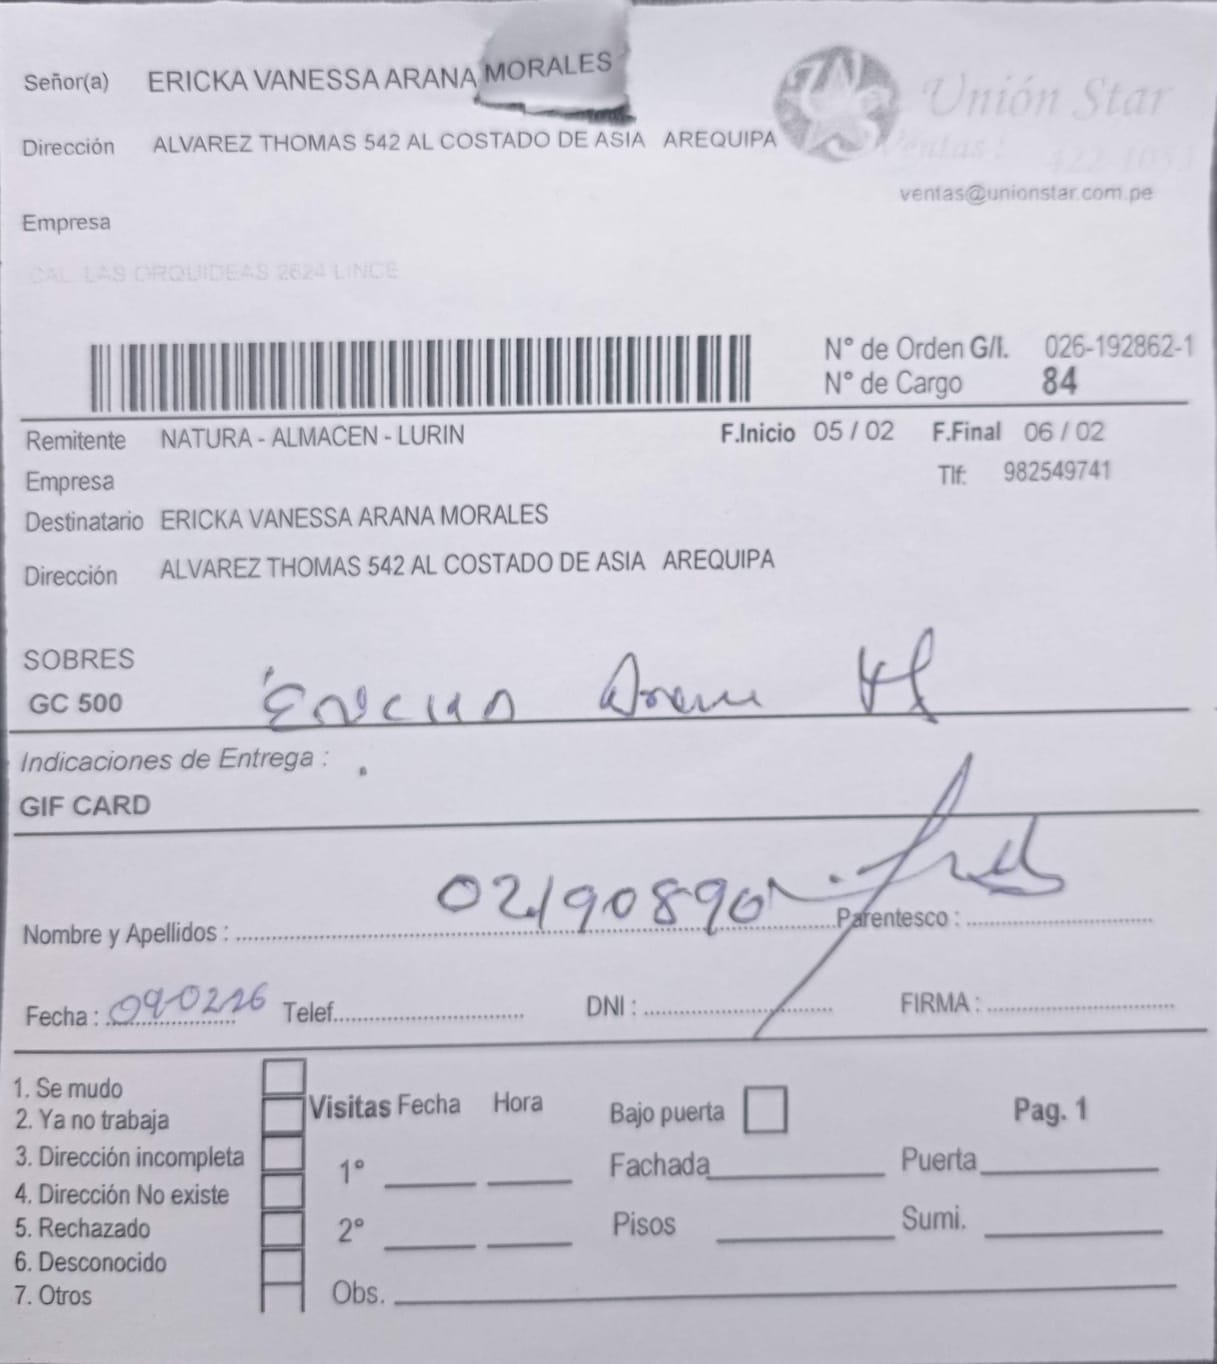 Señor(a) ERICKA VANESSA ARANA MORALES
Unión Star
Dirección ALVAREZ THOMAS 542 AL COSTADO DE ASIA AREQUIPA
Ventas: 422-1053
ventas@unionstar.com.pe
Empresa
CAL. LAS ORQUIDEAS 2624 LINCE
N° de Orden G/I. 026-192862-1
N° de Cargo 84
Remitente NATURA - ALMACEN - LURIN F.Inicio 05 / 02 F.Final 06 / 02
Empresa Tlf: 982549741
Destinatario ERICKA VANESSA ARANA MORALES
Dirección ALVAREZ THOMAS 542 AL COSTADO DE ASIA AREQUIPA
SOBRES
GC 500 Ericka Arana M
Indicaciones de Entrega :
GIF CARD
02190890
Nombre y Apellidos : Parentesco :
Fecha : 090226 Telef. DNI : FIRMA :
1. Se mudo
2. Ya no trabaja
3. Dirección incompleta
4. Dirección No existe
5. Rechazado
6. Desconocido
7. Otros
Visitas Fecha Hora
1°
2°
Obs.
Bajo puerta Pag. 1
Fachada Puerta
Pisos Sumi.